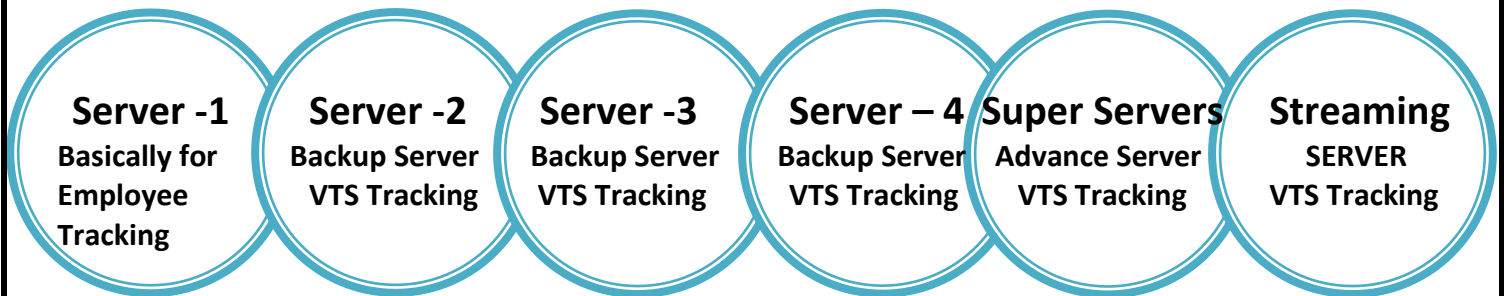 Server -1
Basically for
Employee
Tracking
Server -2
Backup Server
VTS Tracking
Server -3
Backup Server
VTS Tracking
Server – 4
Backup Server
VTS Tracking
Super Servers
Advance Server
VTS Tracking
Streaming
SERVER
VTS Tracking